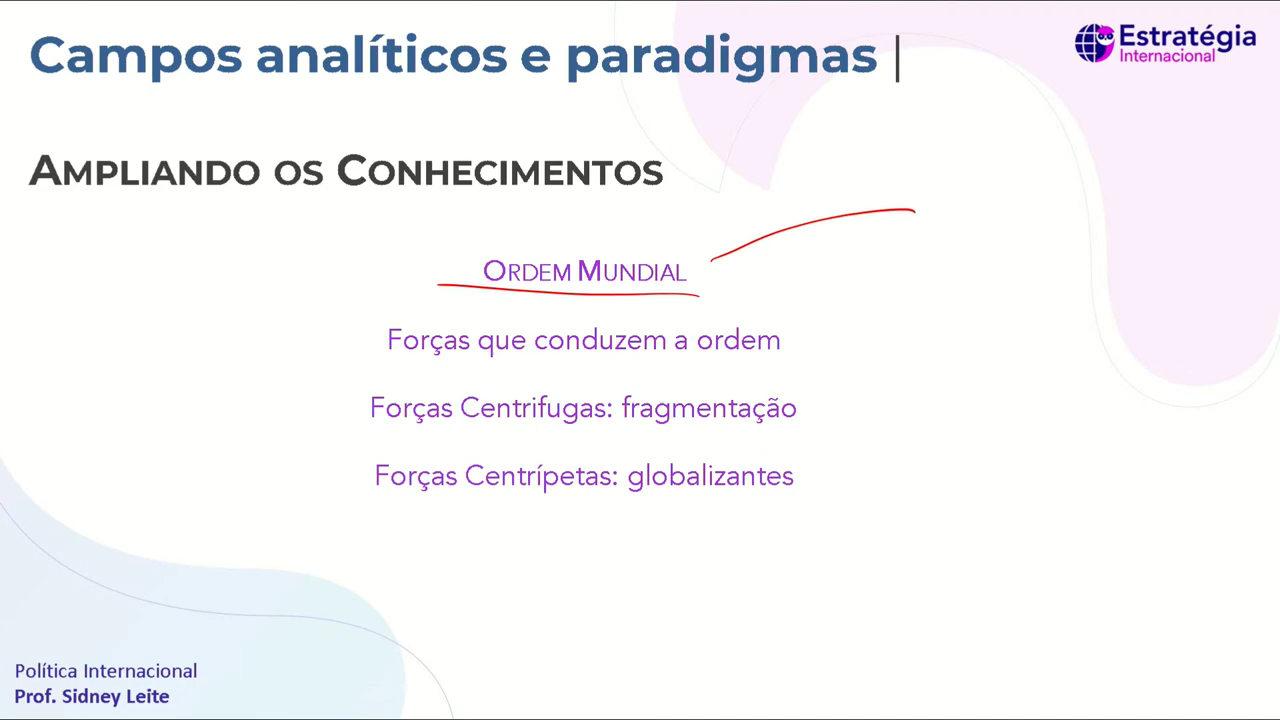 Campos analíticos e paradigmas |
Estratégia
Internacional
AMPLIANDO OS CONHECIMENTOS
ORDEM MUNDIAL
Forças que conduzem a ordem
Forças Centrifugas: fragmentação
Forças Centrípetas: globalizantes
Política Internacional
Prof. Sidney Leite